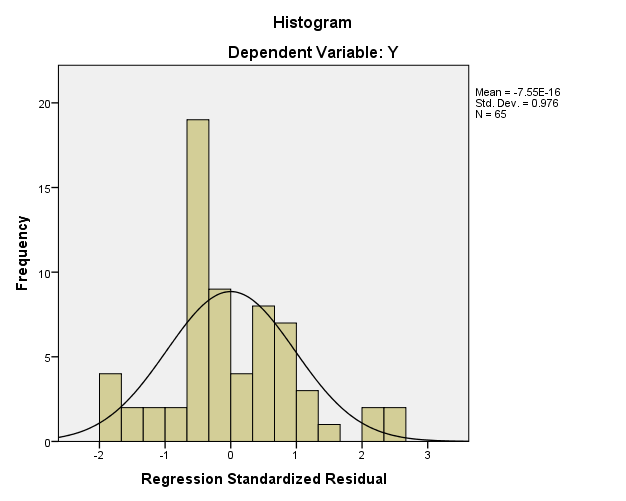 Histogram
Dependent Variable: Y
Mean = -7.55E-16
Std. Dev. = 0.976
N = 65
Frequency
20
15
10
5
0
-2 -1 0 1 2 3
Regression Standardized Residual